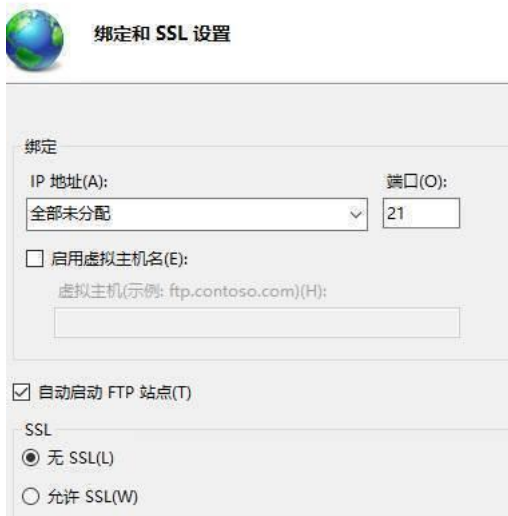 绑定和 SSL 设置
绑定
IP 地址(A): 端口(O):
全部未分配 21
启用虚拟主机名(E):
虚拟主机(示例: ftp.contoso.com)(H):
自动启动 FTP 站点(T)
SSL
无 SSL(L)
允许 SSL(W)